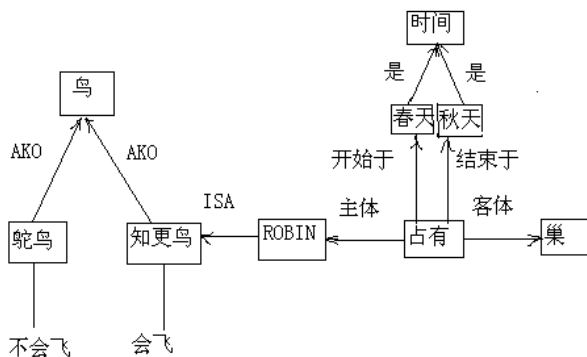 时间
是 是
鸟
春天 秋天
AKO AKO
开始于 结束于
ISA 主体 客体
鸵鸟 知更鸟 ROBIN 占有 巢
不会飞 会飞